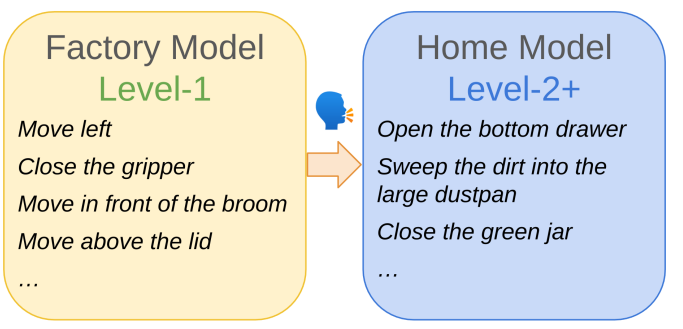 Factory Model
Level-1
Move left
Close the gripper
Move in front of the broom
Move above the lid
…
Home Model
Level-2+
Open the bottom drawer
Sweep the dirt into the
large dustpan
Close the green jar
…